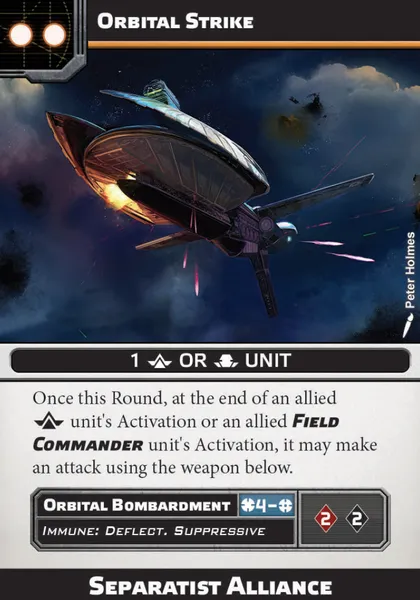 Orbital Strike
Peter Holmes
1 OR UNIT
Once this Round, at the end of an allied
unit's Activation or an allied Field
Commander unit's Activation, it may make
an attack using the weapon below.
Orbital Bombardment 4-
2 2
Immune: Deflect. Suppressive
Separatist Alliance